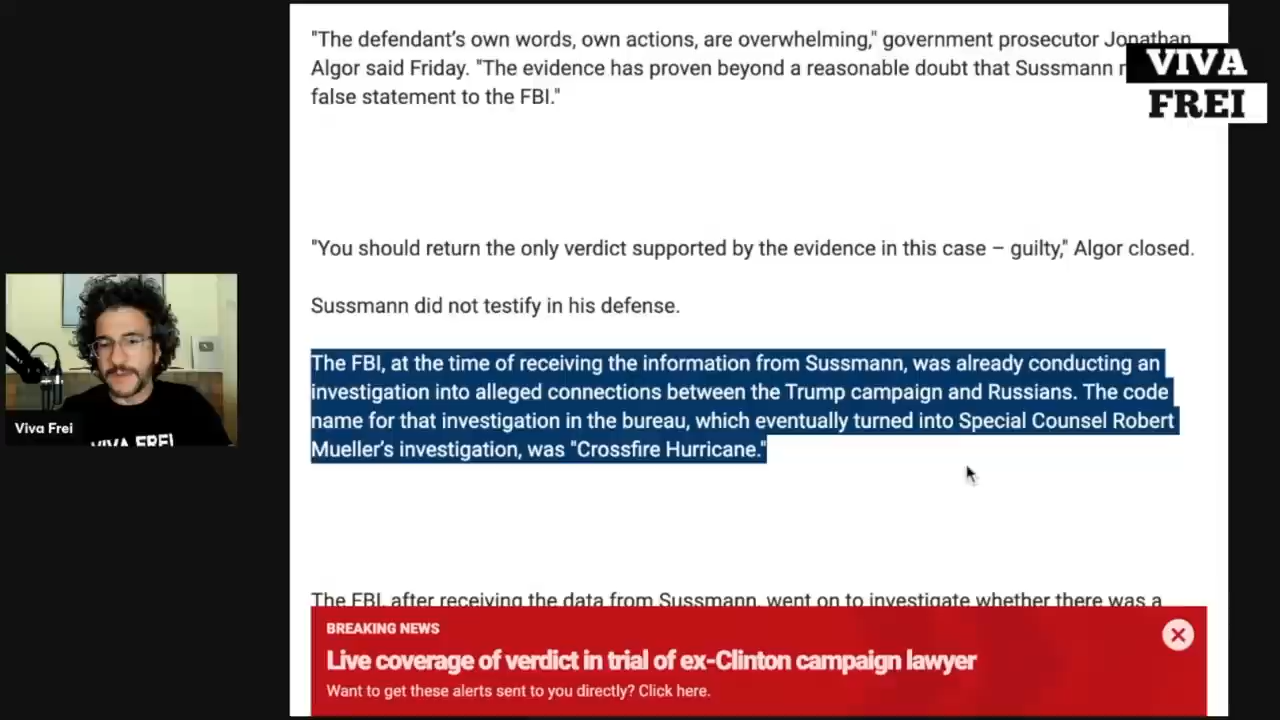 "The defendant's own words, own actions, are overwhelming," government prosecutor Jonathan
Algor said Friday. "The evidence has proven beyond a reasonable doubt that Sussmann
false statement to the FBI."
VIVA
FREI
"You should return the only verdict supported by the evidence in this case – guilty," Algor closed.
Sussmann did not testify in his defense.
The FBI, at the time of receiving the information from Sussmann, was already conducting an
investigation into alleged connections between the Trump campaign and Russians. The code
name for that investigation in the bureau, which eventually turned into Special Counsel Robert
Mueller's investigation, was "Crossfire Hurricane."
VIVA FREI
Viva Frei
The FBI, after receiving the data from Sussmann, went on to investigate whether there was a
BREAKING NEWS
Live coverage of verdict in trial of ex-Clinton campaign lawyer
Want to get these alerts sent to you directly? Click here.